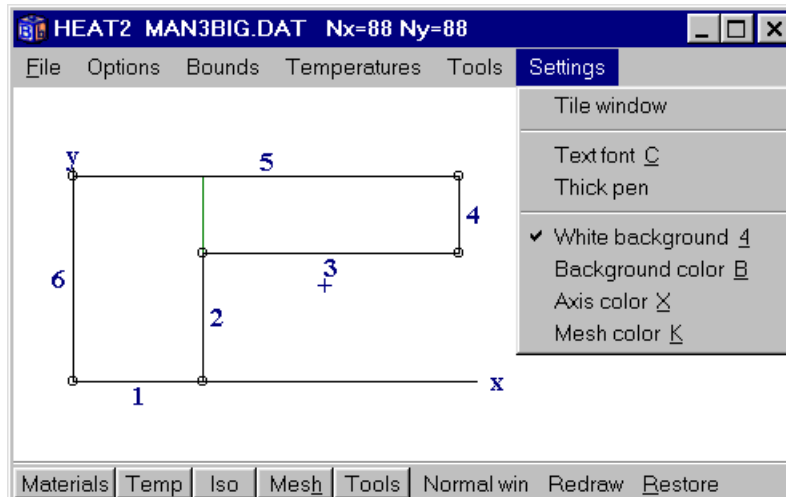 HEAT2 MAN3BIG.DAT Nx=88 Ny=88
File Options Bounds Temperatures Tools Settings
Tile window
Text font C
Thick pen
White background 4
Background color B
Axis color X
Mesh color K
y
5
4
3
6
2
x
1
Materials Temp Iso Mesh Tools Normal win Redraw Restore